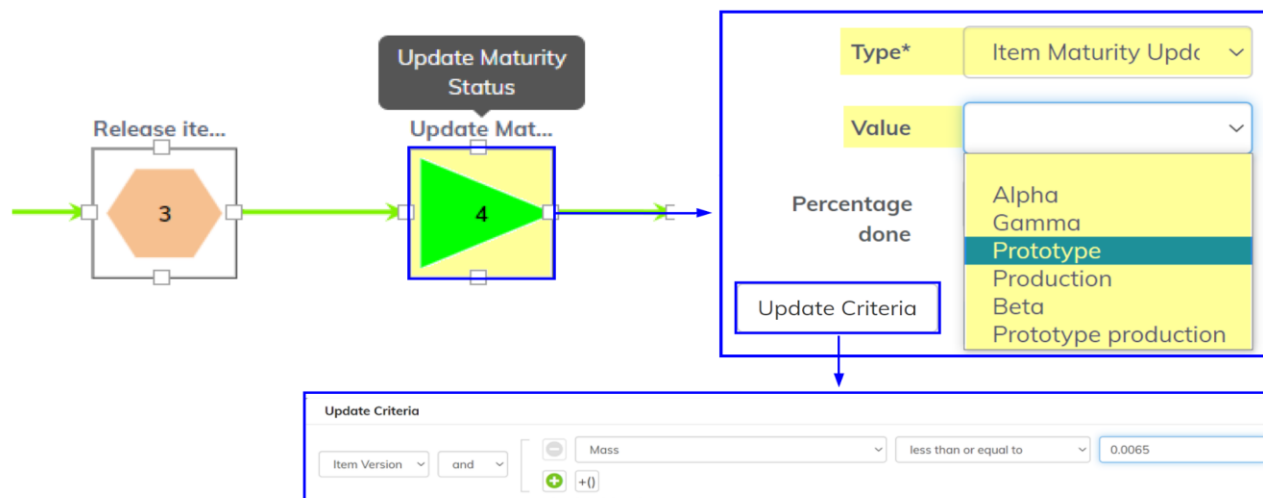 Update Maturity
Status
Release ite...
Update Mat...
3
4
Type*
Item Maturity Upd
Value
Alpha
Gamma
Prototype
Production
Beta
Prototype production
Percentage
done
Update Criteria
Update Criteria
Item Version
and
Mass
less than or equal to
0.0065
+()